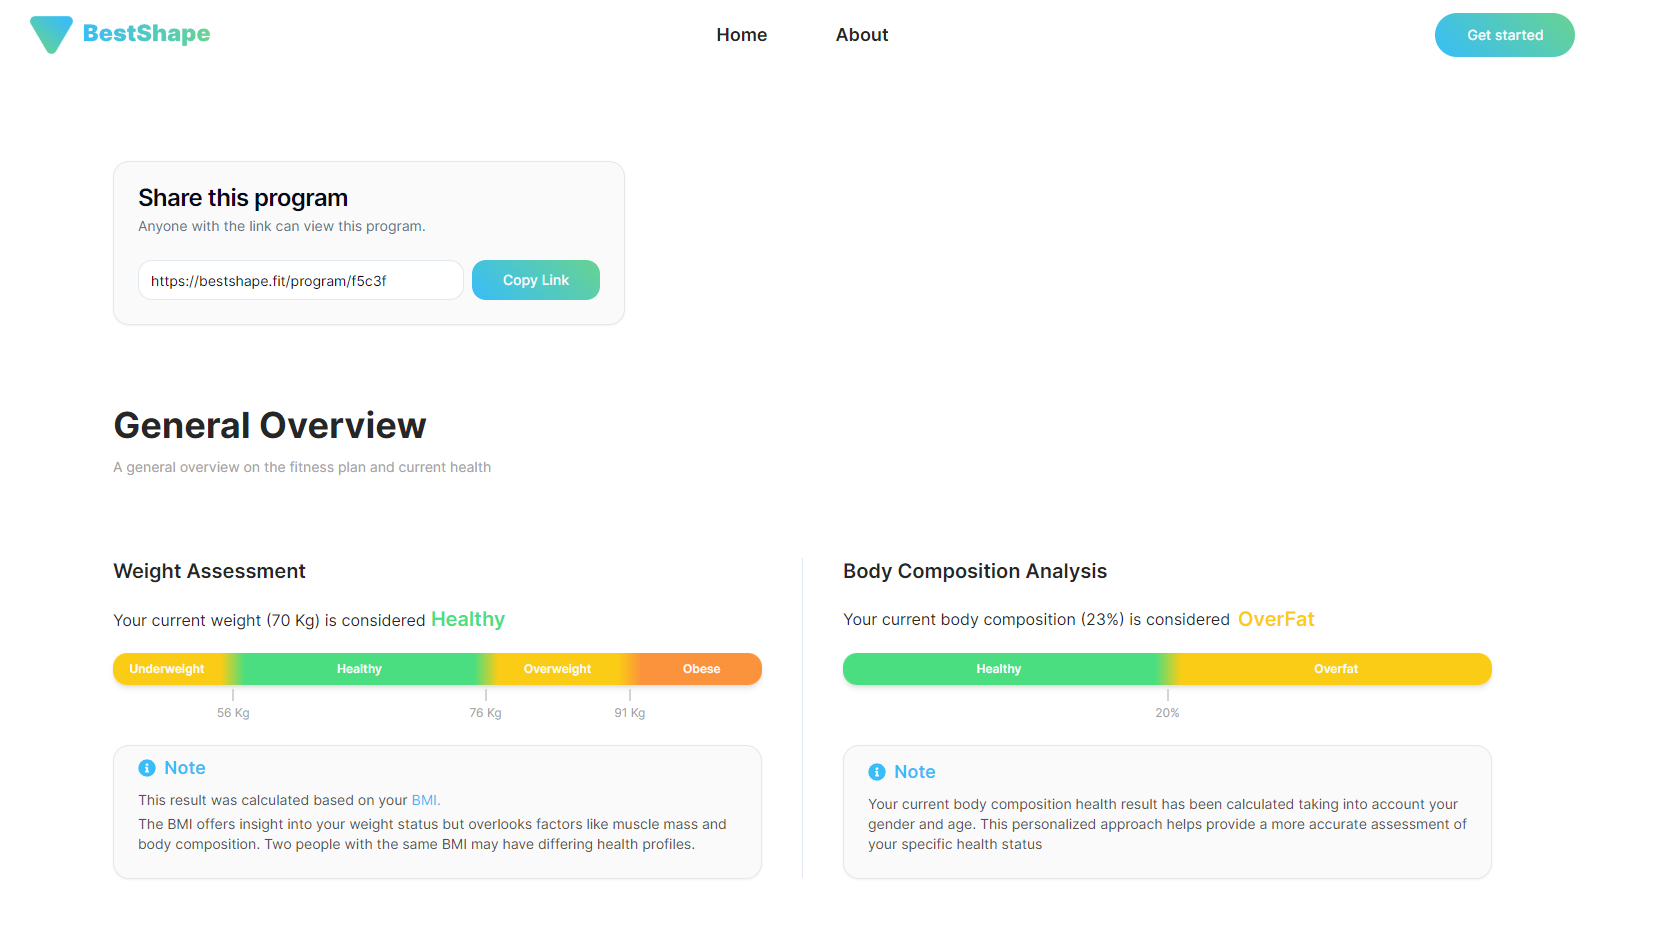 BestShape
Home
About
Get started
Share this program
Anyone with the link can view this program.
https://bestshape.fit/program/f5c3f
Copy Link
General Overview
A general overview on the fitness plan and current health
Weight Assessment
Your current weight (70 Kg) is considered Healthy
Underweight
Healthy
Overweight
Obese
56 Kg
76 Kg
91 Kg
Note
This result was calculated based on your BMI.
The BMI offers insight into your weight status but overlooks factors like muscle mass and
body composition. Two people with the same BMI may have differing health profiles.
Body Composition Analysis
Your current body composition (23%) is considered OverFat
Healthy
Overfat
20%
Note
Your current body composition health result has been calculated taking into account your
gender and age. This personalized approach helps provide a more accurate assessment of
your specific health status